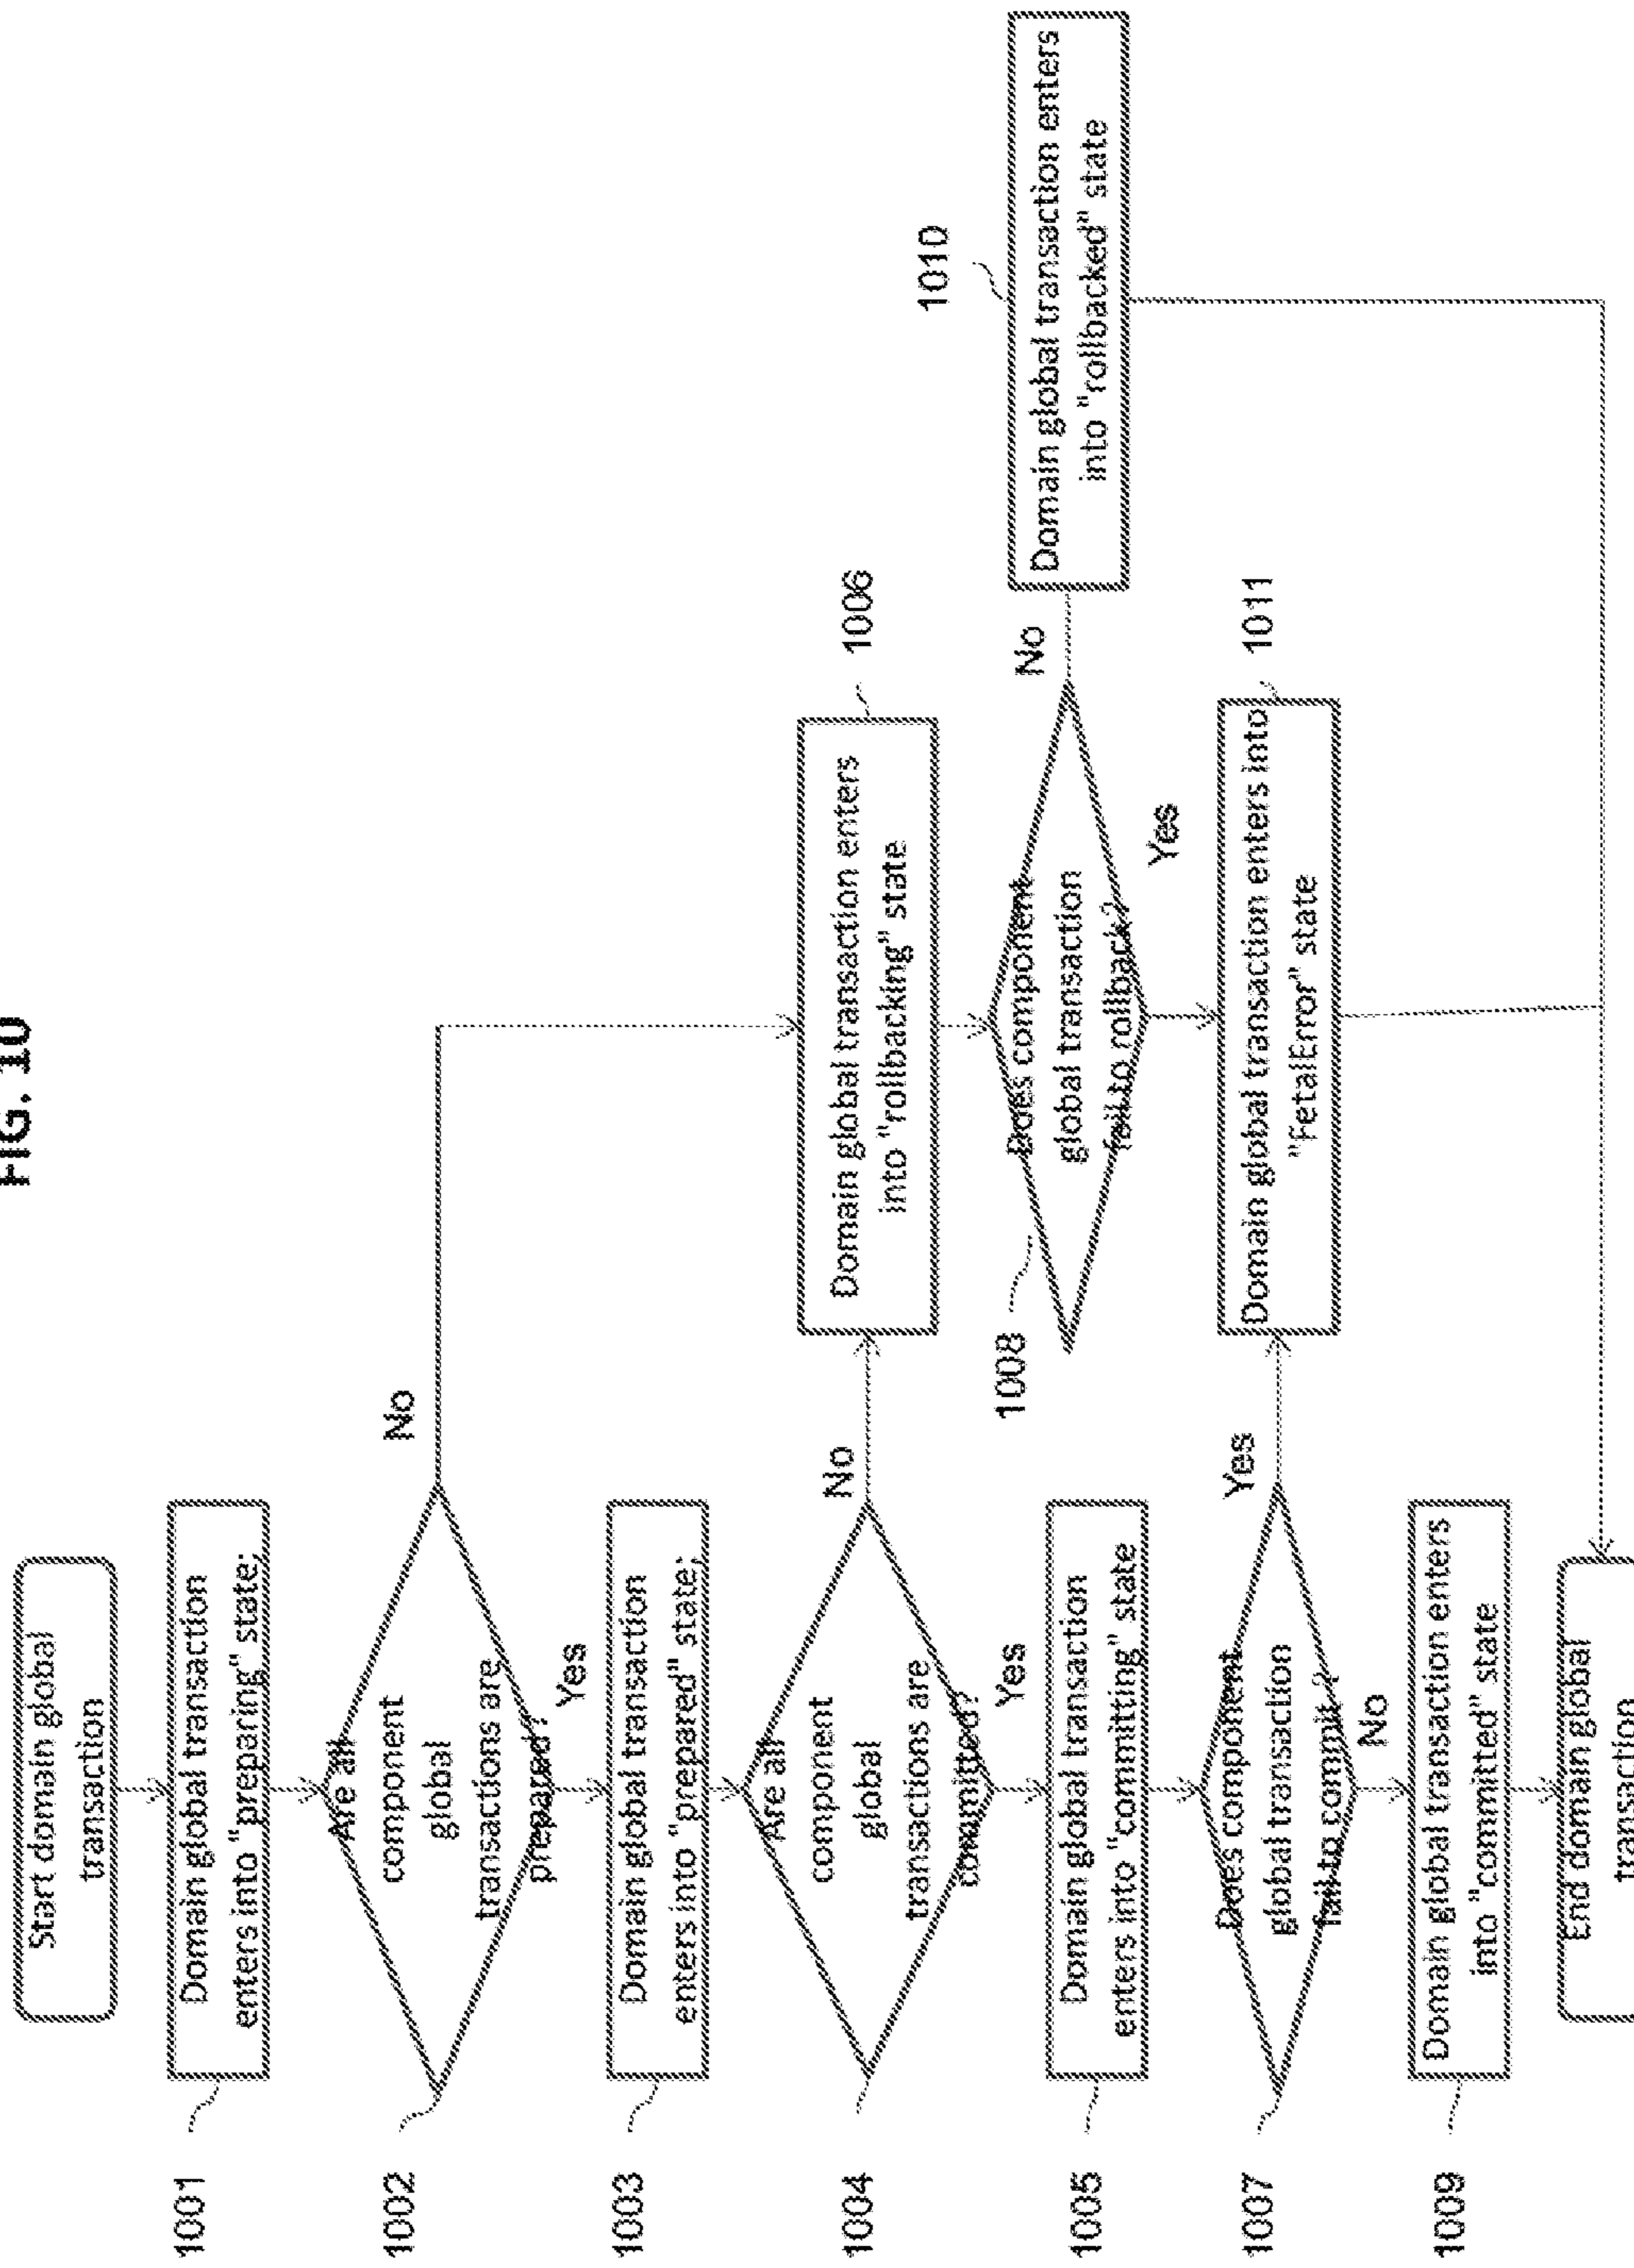 FIG. 10
Start domain global
transaction
1001
Domain global transaction
enters into "preparing" state;
1002
Are all
component
global
transactions are
prepared?
No
Yes
1003
Domain global transaction
enters into "prepared" state;
1004
Are all
component
global
transactions are
committed?
No
Yes
Domain global transaction enters
into "rollbacking" state
1006
1005
Domain global transaction
enters into "committing" state
1008
Does component
global transaction
fail to rollback?
No
Yes
1010
Domain global transaction enters
into "rollbacked" state
1007
Does component
global transaction
fail to commit?
Yes
No
Domain global transaction enters into
"FetalError" state
1011
1009
Domain global transaction enters
into "committed" state
End domain global
transaction